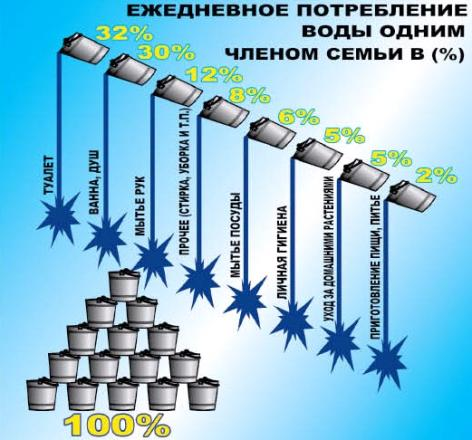 ЕЖЕДНЕВНОЕ ПОТРЕБЛЕНИЕ
ВОДЫ ОДНИМ
ЧЛЕНОМ СЕМЬИ В (%)
32%
30%
12%
8%
6%
5%
5%
2%
ТУАЛЕТ
ВАННА, ДУШ
МЫТЬЕ РУК
ПРОЧЕЕ (СТИРКА, УБОРКА И Т.П.)
МЫТЬЕ ПОСУДЫ
ЛИЧНАЯ ГИГИЕНА
УХОД ЗА ДОМАШНИМИ РАСТЕНИЯМИ
ПРИГОТОВЛЕНИЕ ПИЩИ, ПИТЬЕ
100%